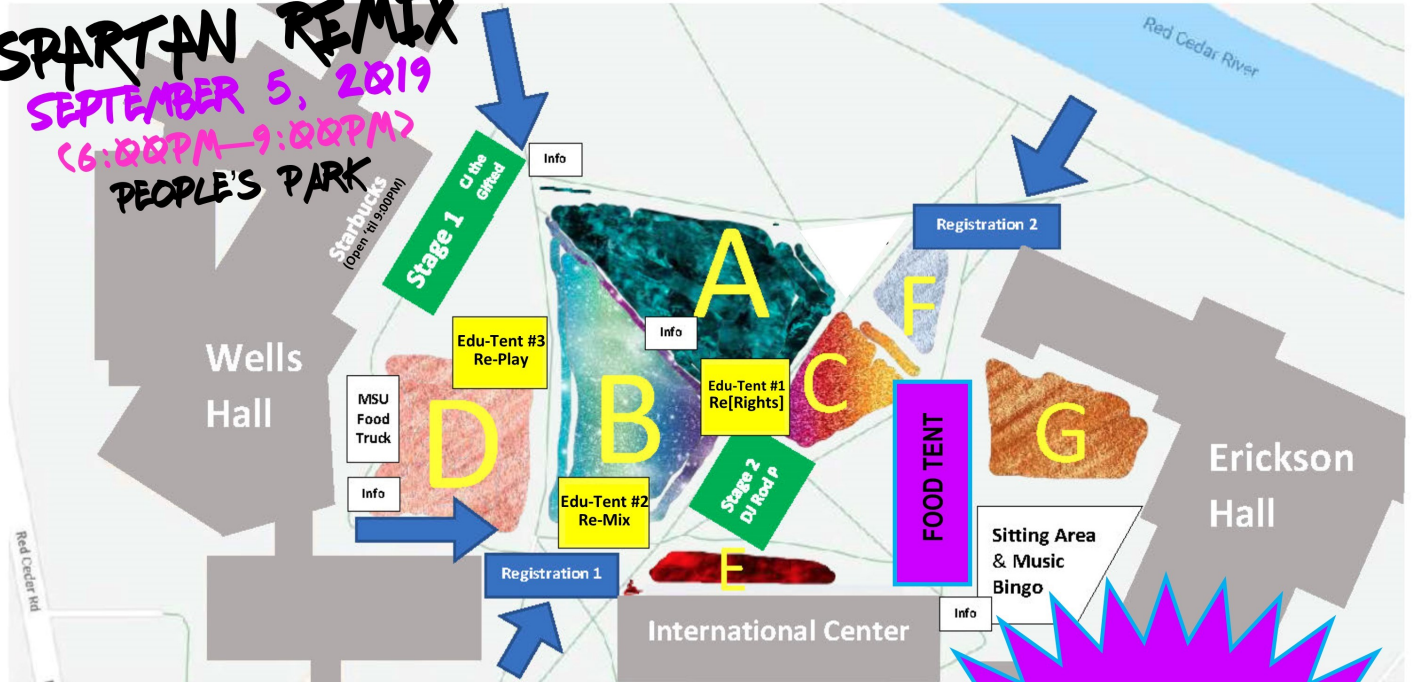 SPARTAN REMIX
SEPTEMBER 5, 2019
(6:00PM—9:00PM)
PEOPLE'S PARK
Starbucks
(Open 'til 9:00PM)
Stage 1
CJ the
Gifted
Info
Red Cedar River
Registration 2
A
F
Info
Edu-Tent #3
Re-Play
Wells
Hall
MSU
Food
Truck
D
B
Edu-Tent #1
Re[Rights]
C
FOOD TENT
G
Erickson
Hall
Info
Edu-Tent #2
Re-Mix
Stage 2
DJ Rod P
Sitting Area
& Music
Bingo
Red Cedar Rd
Registration 1
E
Info
International Center